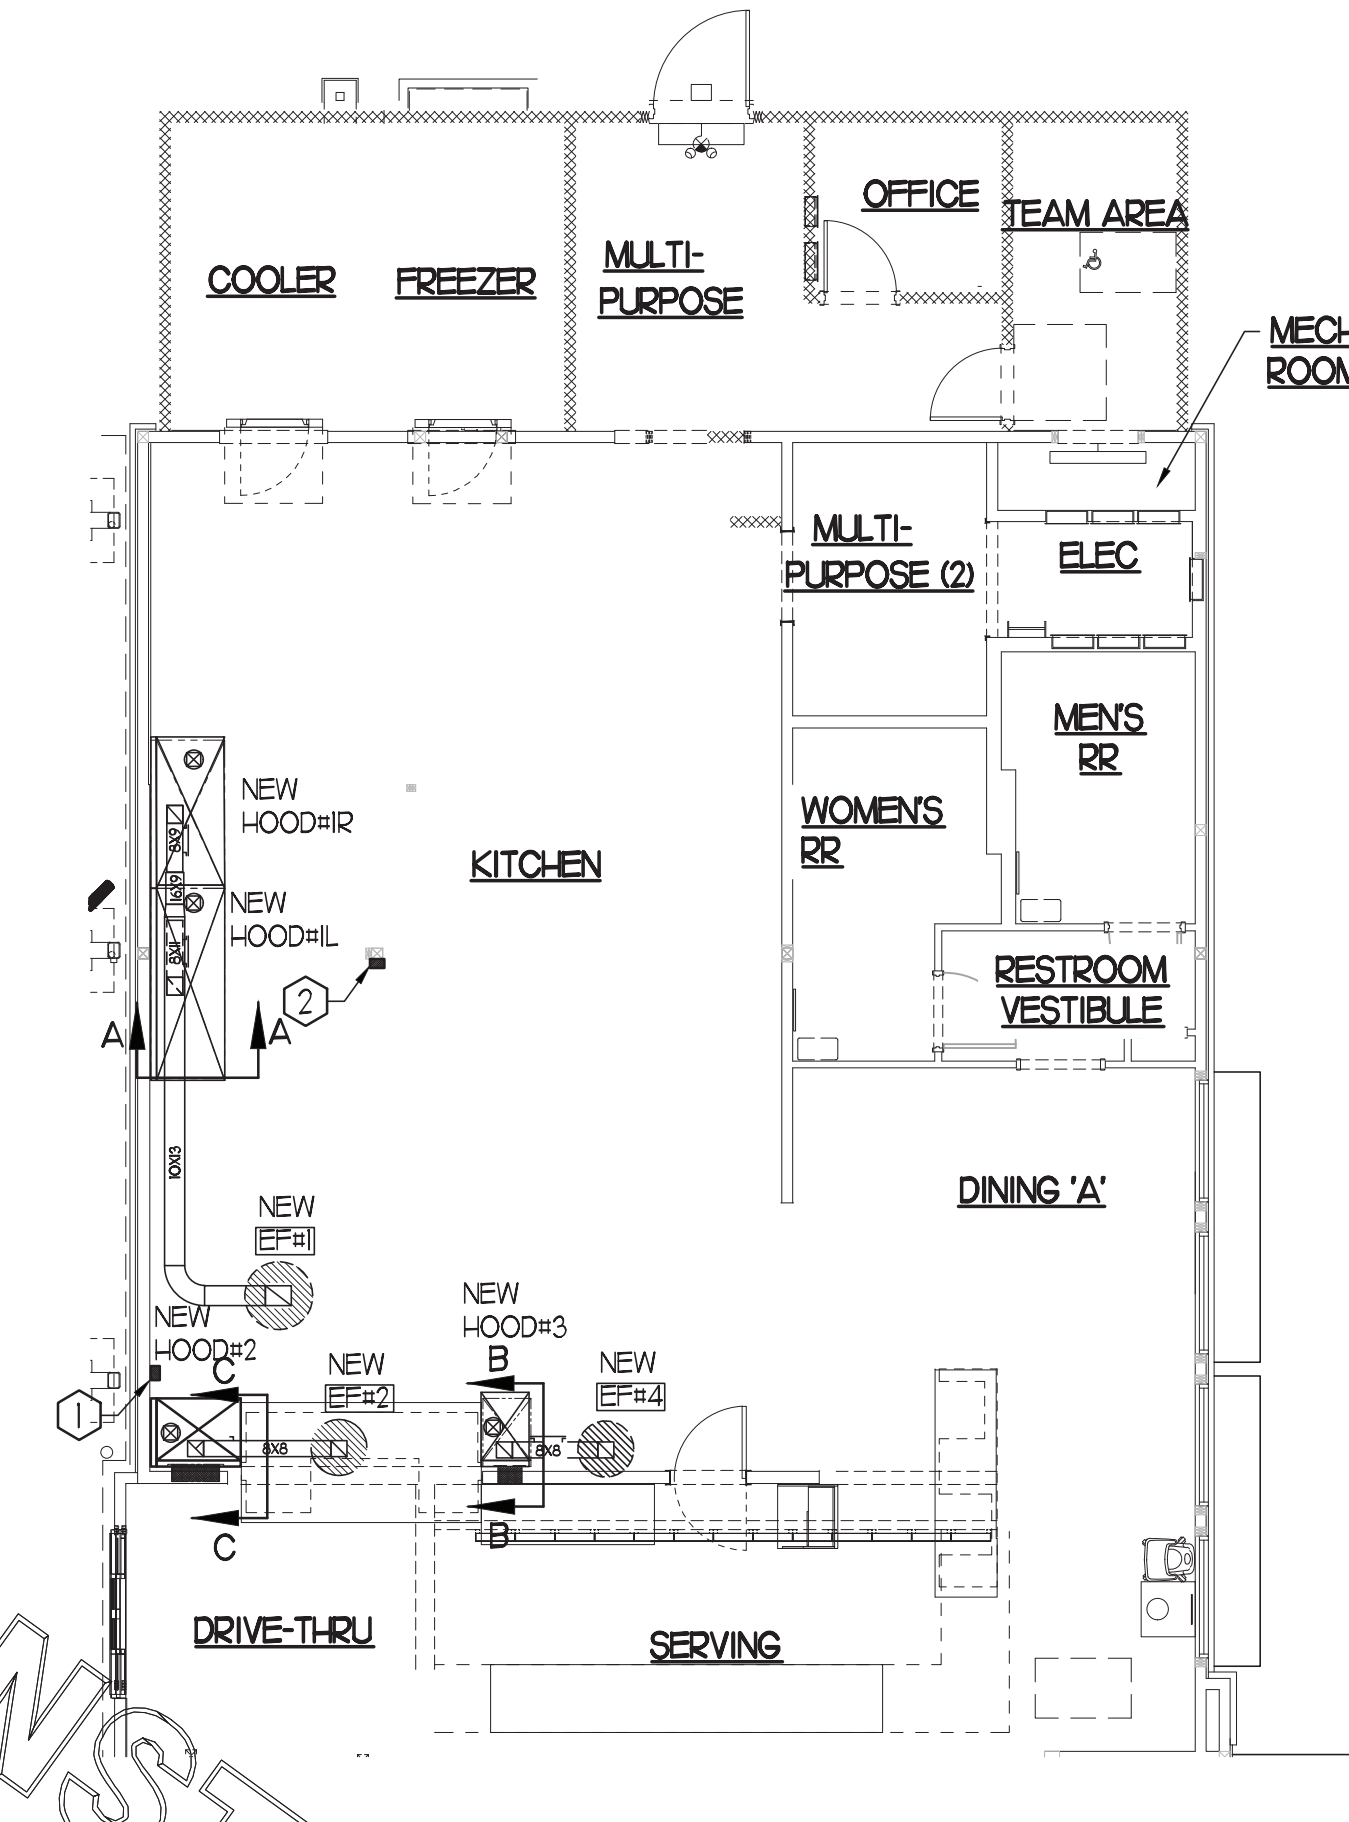 OFFICE
TEAM AREA
COOLER
FREEZER
MULTI-
PURPOSE
MULTI-
PURPOSE (2)
ELEC
MEN'S
RR
NEW
HOOD#1R
8X9
WOMEN'S
RR
KITCHEN
16X9
NEW
HOOD#1L
8X11
RESTROOM
VESTIBULE
2
A
A
10X13
DINING 'A'
NEW
EF#1
NEW
HOOD#2
NEW
HOOD#3
C
NEW
EF#2
B
NEW
EF#4
1
8X8
8X8
C
B
DRIVE-THRU
SERVING